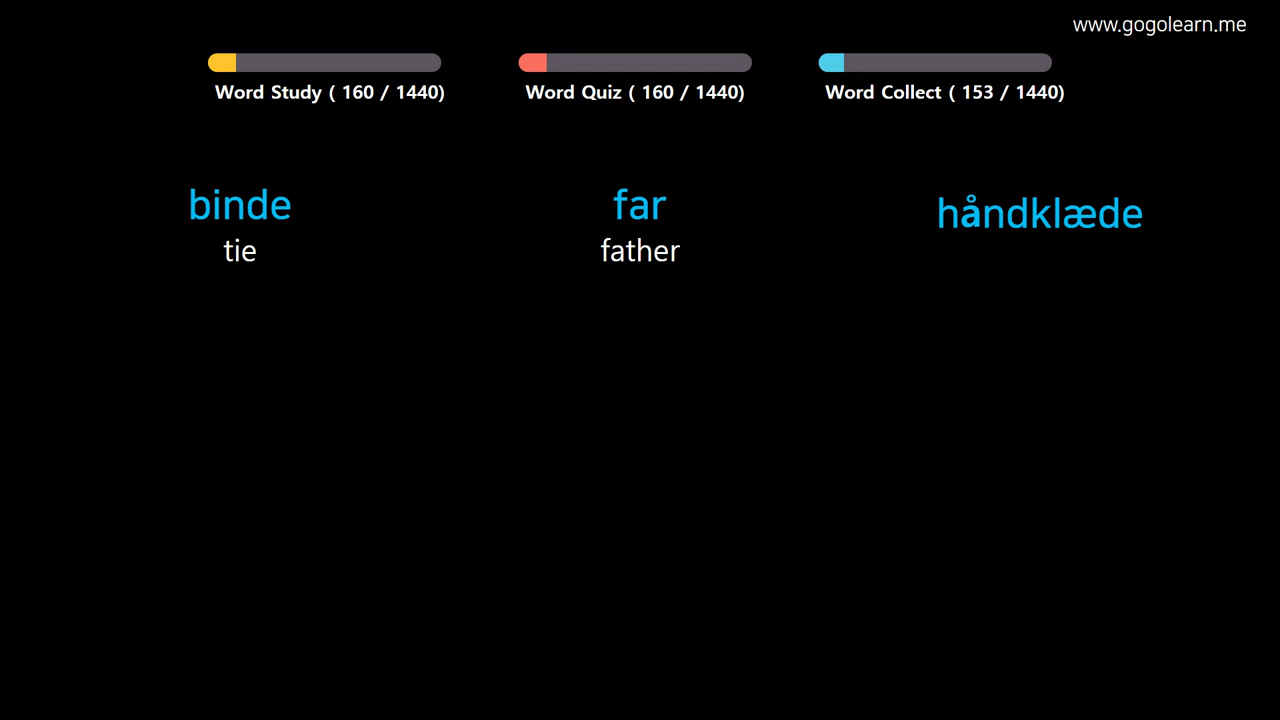 www.gogolearn.me
Word Study ( 160 / 1440)
Word Quiz ( 160 / 1440)
Word Collect ( 153 / 1440)
binde
tie
far
father
håndklæde